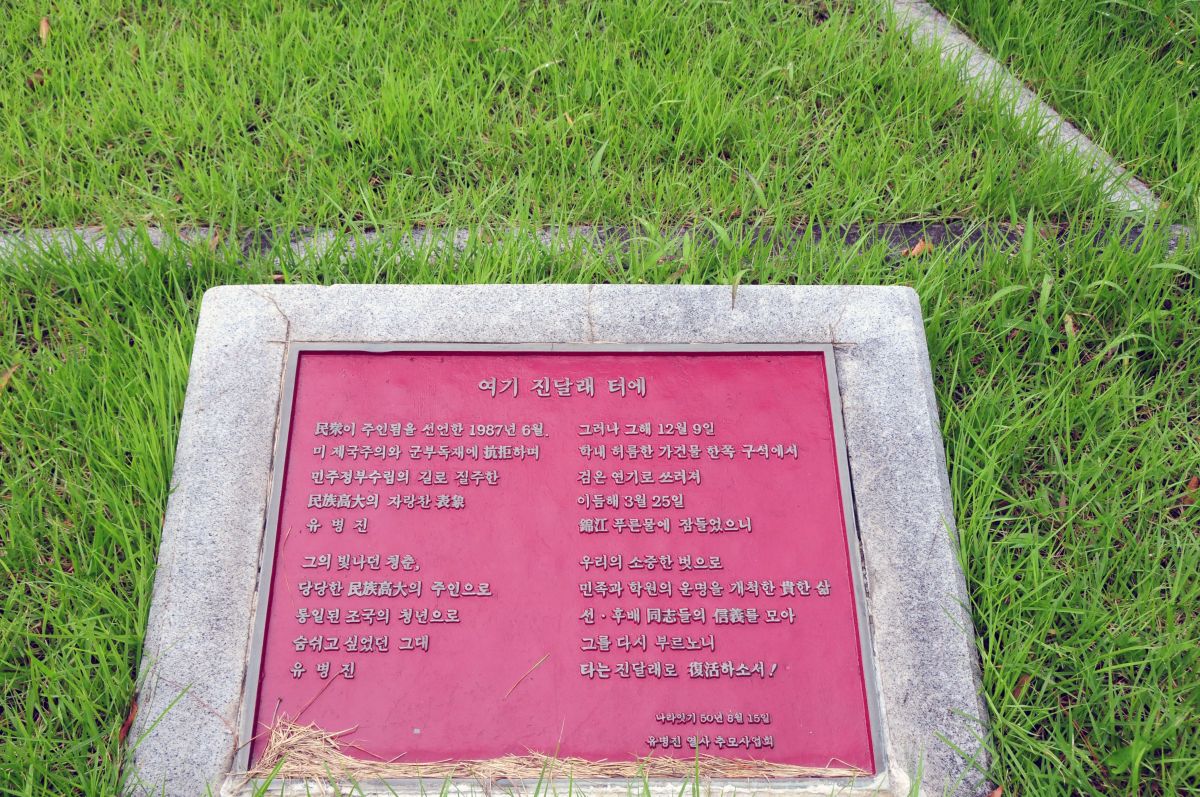 여기 진달래 터에
民衆이 주인됨을 선언한 1987년 6월.
미 제국주의와 군부독재에 抗拒하며
민주정부수립의 길로 질주한
民族高大의 자랑찬 表象
유 병 진
그의 빛나던 청춘,
당당한 民族高大의 주인으로
통일된 조국의 청년으로
숨쉬고 싶었던 그대
유 병 진
그러나 그해 12월 9일
학내 허름한 가건물 한쪽 구석에서
검은 연기로 쓰러져
이듬해 3월 25일
錦江 푸른물에 잠들었으니
우리의 소중한 벗으로
민족과 학원의 운명을 개척한 貴한 삶
선·후배 同志들의 信義를 모아
그를 다시 부르노니
타는 진달래로 復活하소서!
나라잇기 50년 8월 15일
유병진 열사 추모사업회